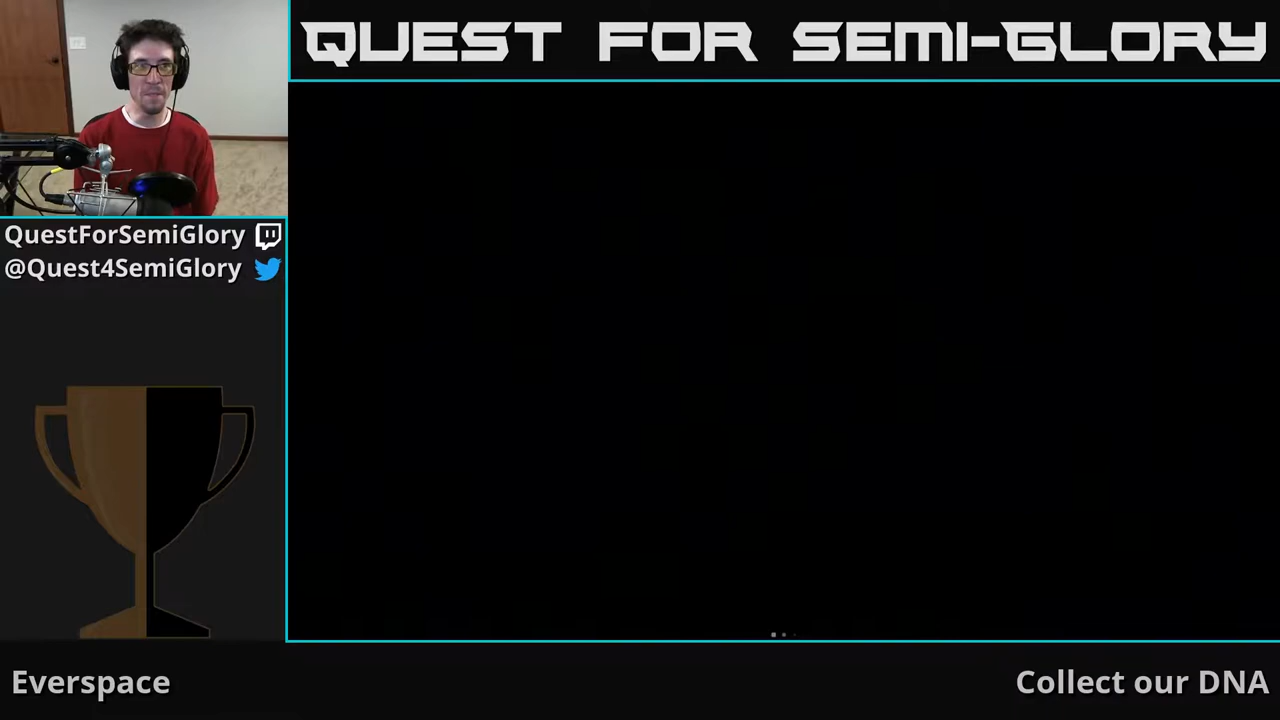 QUEST FOR SEMI-GLORY
QuestForSemiGlory
@Quest4SemiGlory
Everspace
Collect our DNA